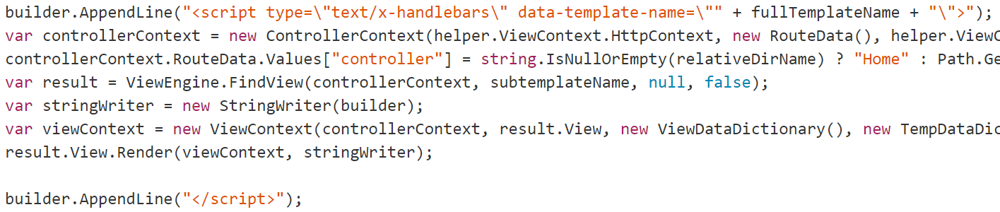 builder.AppendLine("<script type=\"text/x-handlebars\" data-template-name=\"" + fullTemplateName + "\">");
var controllerContext = new ControllerContext(helper.ViewContext.HttpContext, new RouteData(), helper.ViewC
controllerContext.RouteData.Values["controller"] = string.IsNullOrEmpty(relativeDirName) ? "Home" : Path.Ge
var result = ViewEngine.FindView(controllerContext, subtemplateName, null, false);
var stringWriter = new StringWriter(builder);
var viewContext = new ViewContext(controllerContext, result.View, new ViewDataDictionary(), new TempDataDic
result.View.Render(viewContext, stringWriter);
builder.AppendLine("</script>");